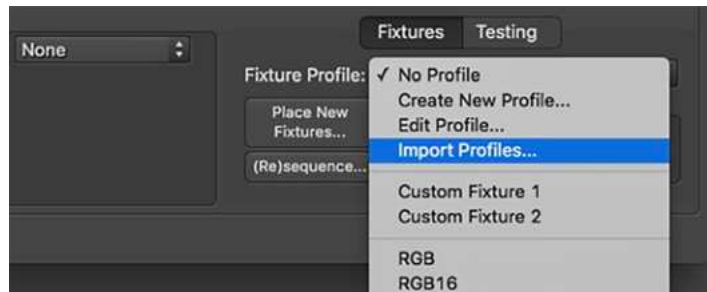 None
Fixtures Testing
Fixture Profile:
✓ No Profile
Create New Profile...
Edit Profile...
Import Profiles...
Place New
Fixtures...
(Re)sequence...
Custom Fixture 1
Custom Fixture 2
RGB
RGB16